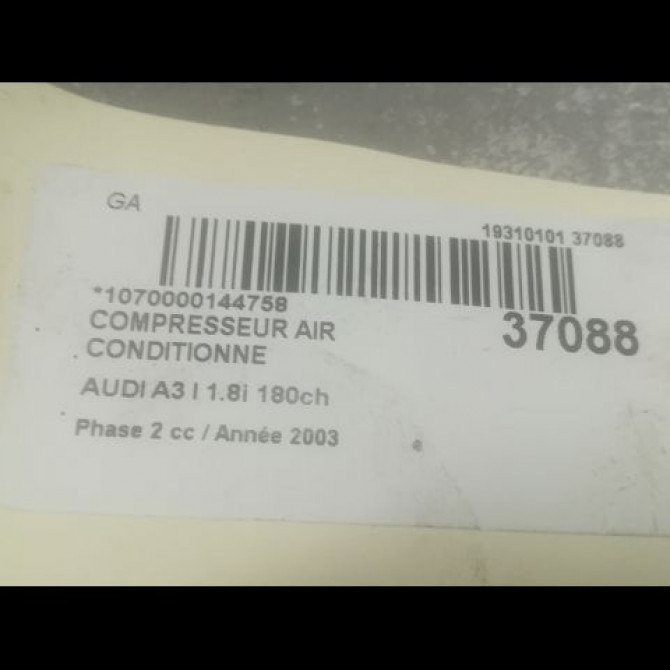 GA
19310101 37088
*1070000144758
37088
COMPRESSEUR AIR
CONDITIONNE
AUDI A3 I 1.8i 180ch
Phase 2 cc / Année 2003